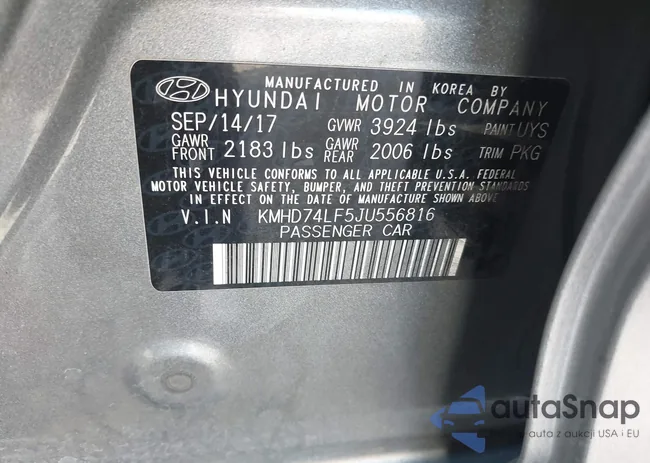 MANUFACTURED IN KOREA BY
HYUNDAI MOTOR COMPANY
SEP/14/17 GVWR 3924 lbs PAINT UYS
GAWR FRONT 2183 lbs GAWR REAR 2006 lbs TRIM PKG
THIS VEHICLE CONFORMS TO ALL APPLICABLE U.S.A. FEDERAL
MOTOR VEHICLE SAFETY, BUMPER, AND THEFT PREVENTION STANDARDS
IN EFFECT ON THE DATE OF MANUFACTURE SHOWN ABOVE.
V.I.N KMHD74LF5JU556816
PASSENGER CAR
autaSnap
auta z aukcji USA i EU